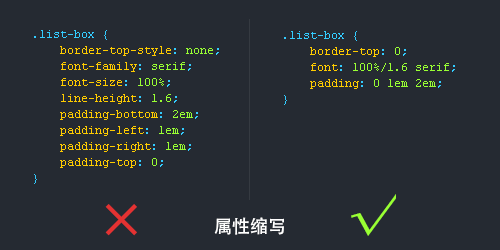 .list-box {
border-top-style: none;
font-family: serif;
font-size: 100%;
line-height: 1.6;
padding-bottom: 2em;
padding-left: 1em;
padding-right: 1em;
padding-top: 0;
}
.list-box {
border-top: 0;
font: 100%/1.6 serif;
padding: 0 1em 2em;
}
属性缩写